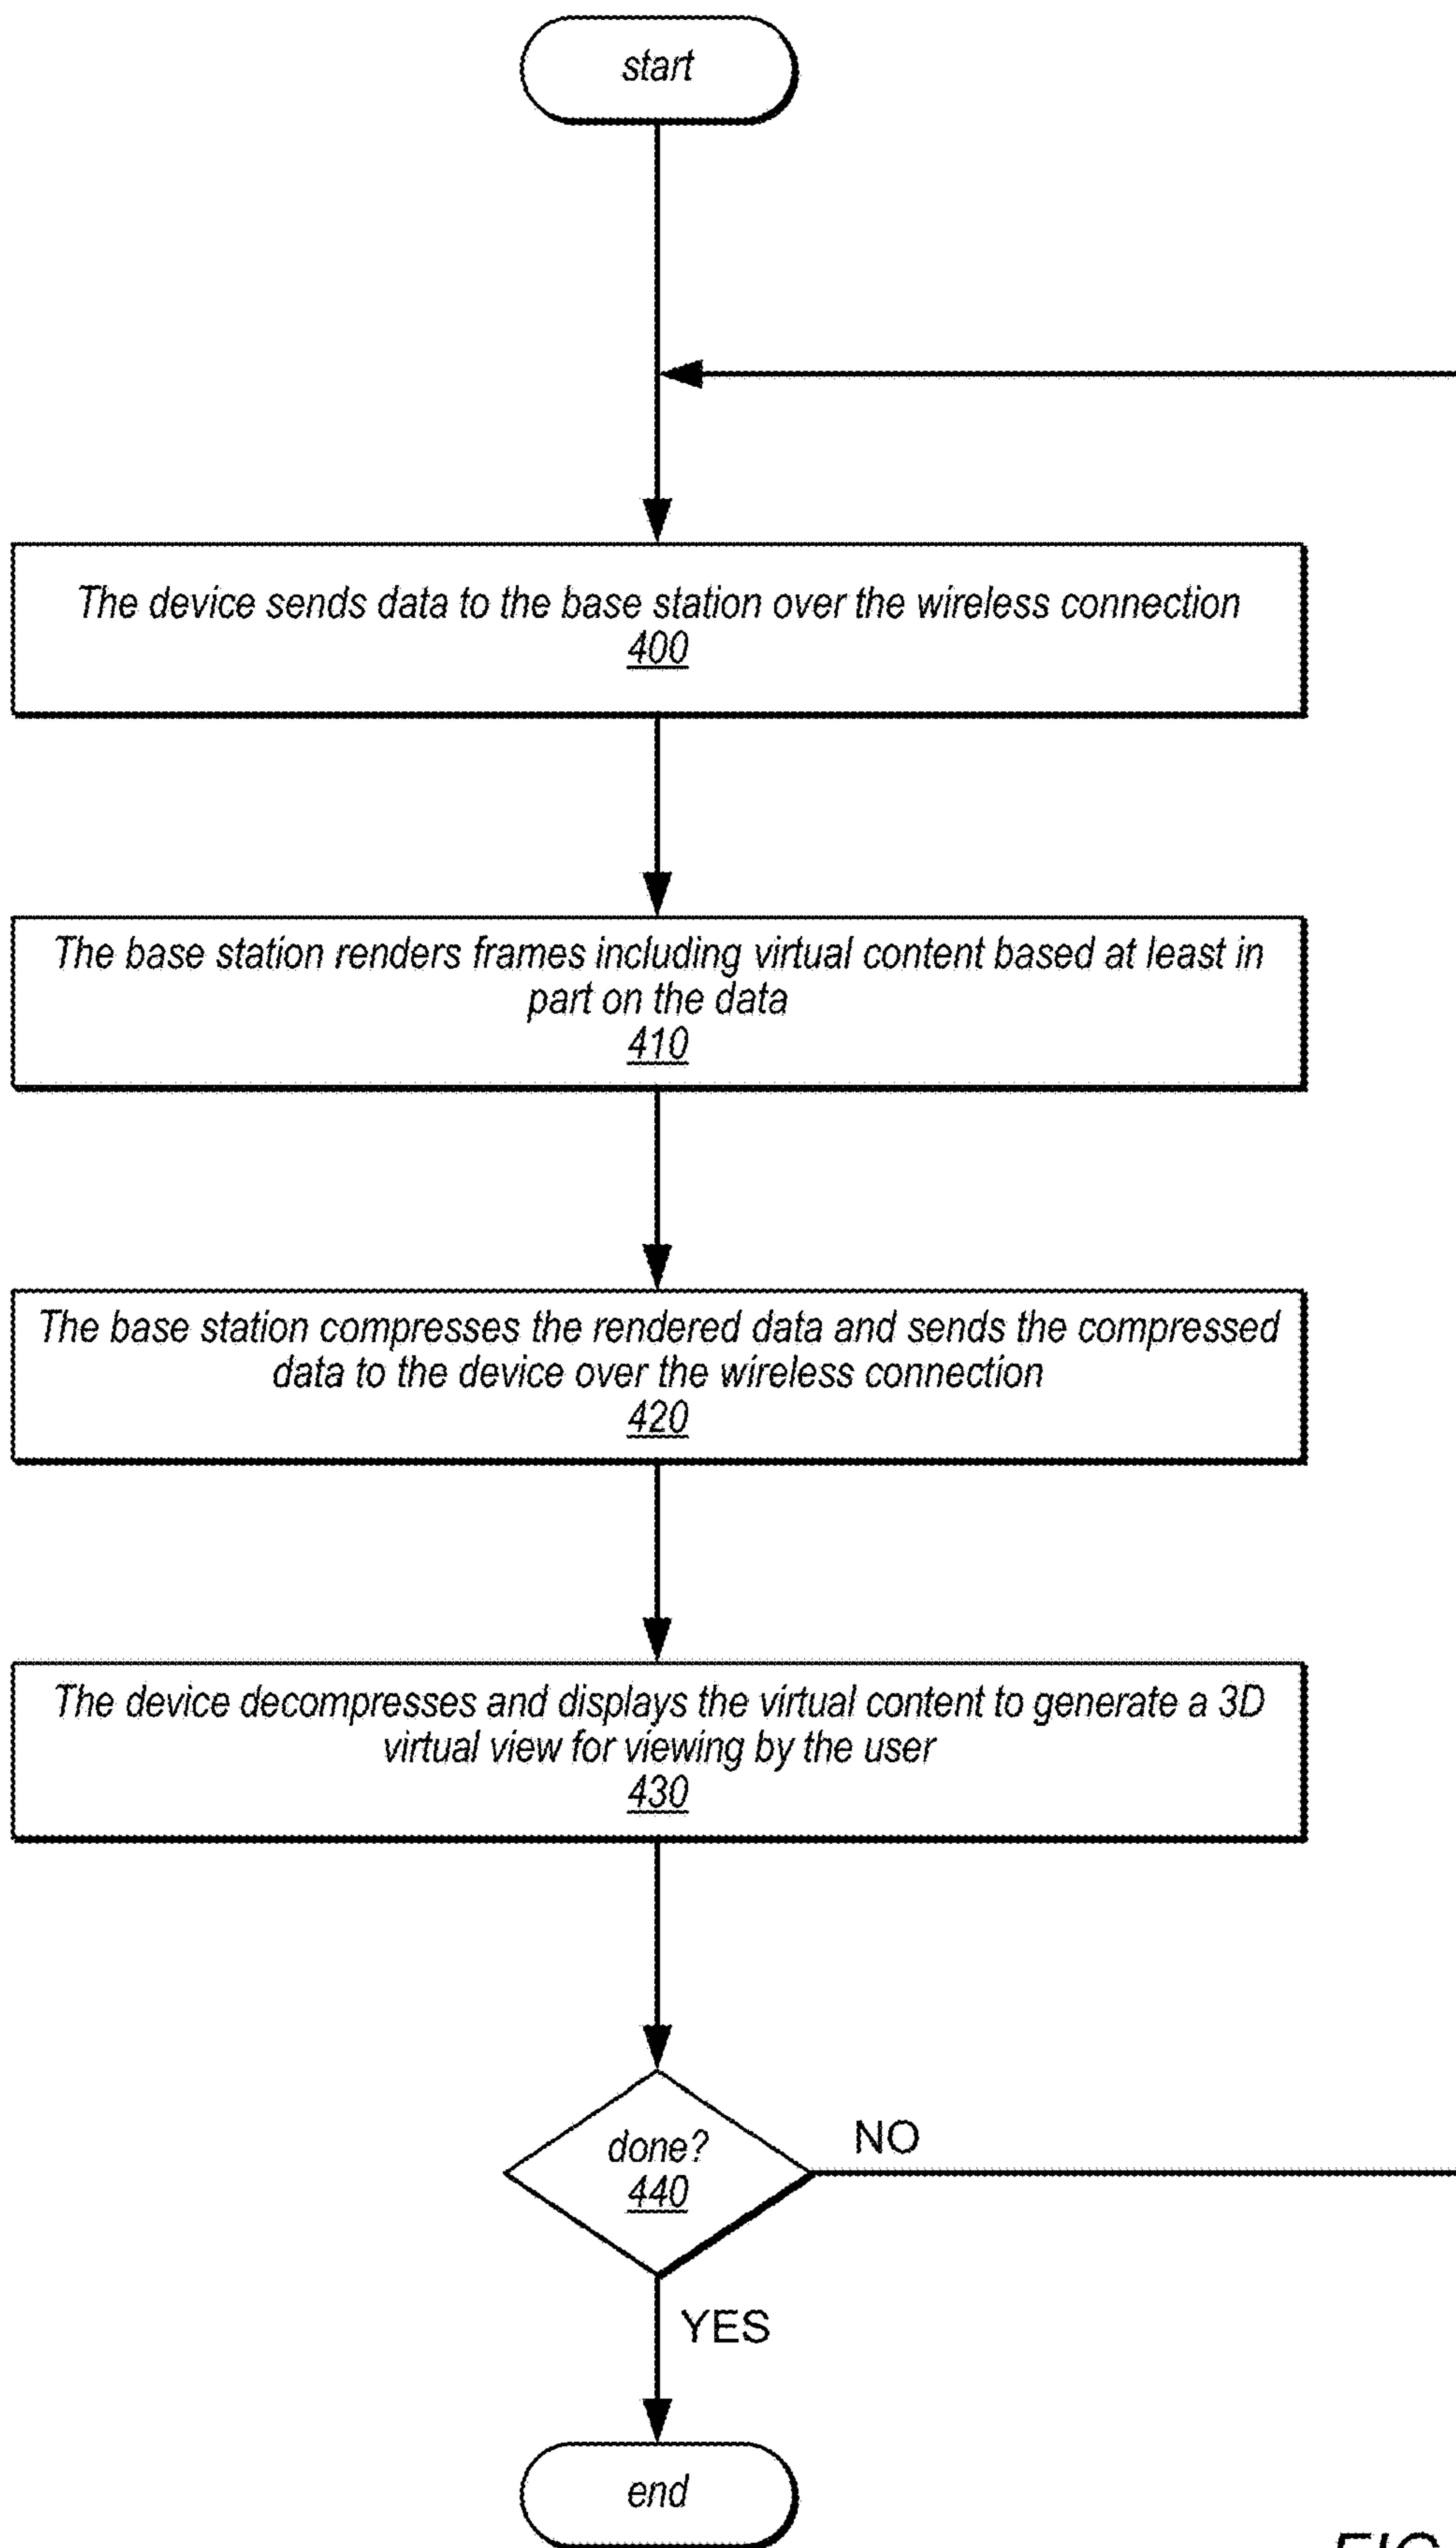 start
The device sends data to the base station over the wireless connection
400
The base station renders frames including virtual content based at least in
part on the data
410
The base station compresses the rendered data and sends the compressed
data to the device over the wireless connection
420
The device decompresses and displays the virtual content to generate a 3D
virtual view for viewing by the user
430
done?
440
NO
YES
end